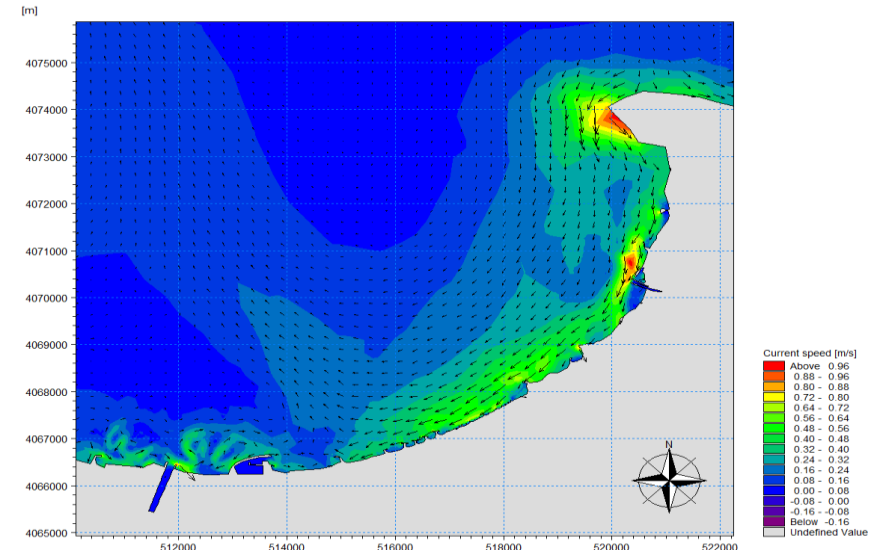 [m]
4075000
4074000
4073000
4072000
4071000
4070000
4069000
4068000
4067000
4066000
4065000
512000
514000
516000
518000
520000
522000
N
Current speed [m/s]
Above 0.96
0.88 - 0.96
0.80 - 0.88
0.72 - 0.80
0.64 - 0.72
0.56 - 0.64
0.48 - 0.56
0.40 - 0.48
0.32 - 0.40
0.24 - 0.32
0.16 - 0.24
0.08 - 0.16
0.00 - 0.08
-0.08 - 0.00
-0.16 - -0.08
Below -0.16
Undefined Value